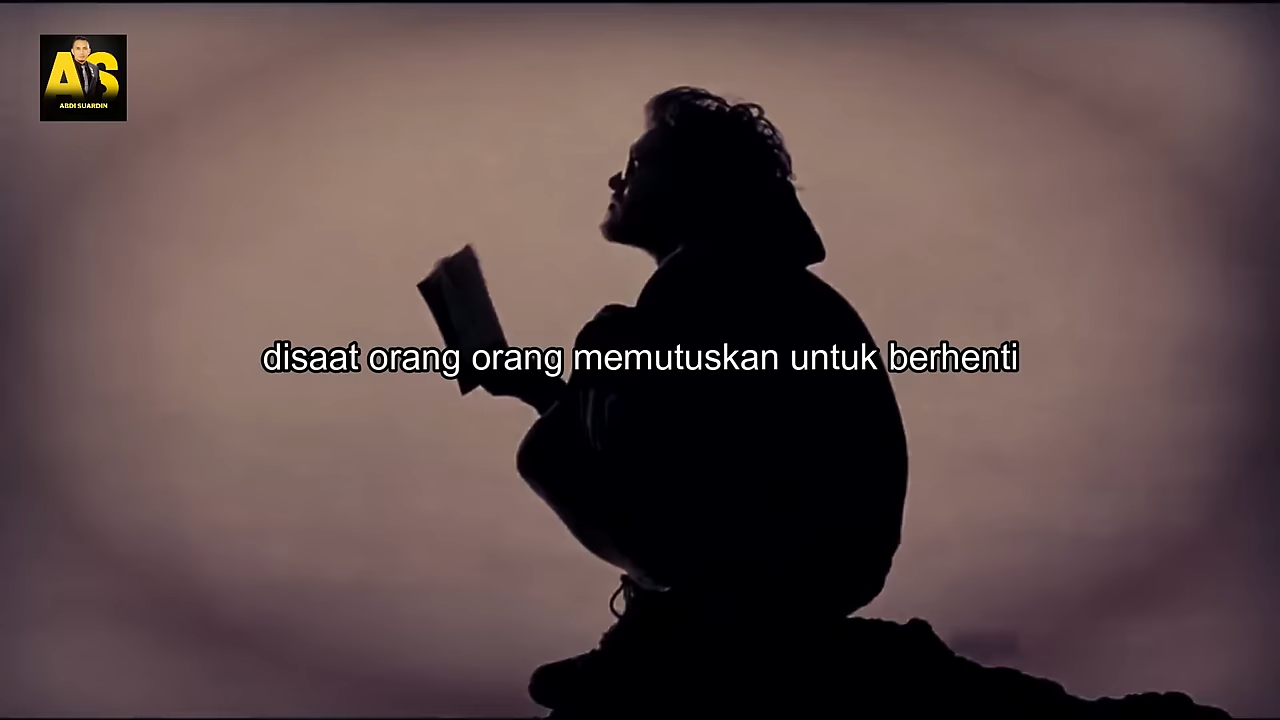 AS
ABDI SUARDIN
disaat orang orang memutuskan untuk berhenti